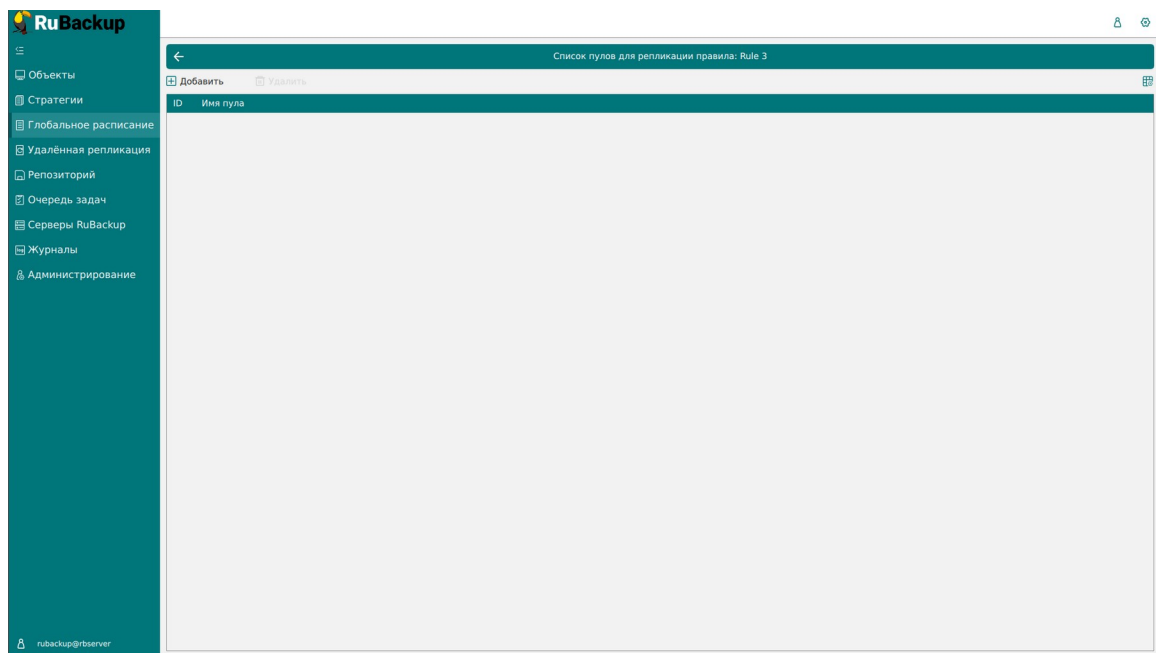 RuBackup
Список пулов для репликации правила: Rule 3
Объекты
Добавить Удалить
Стратегии
ID Имя пула
Глобальное расписание
Удалённая репликация
Репозиторий
Очередь задач
Серверы RuBackup
Журналы
Администрирование
rubackup@rbserver